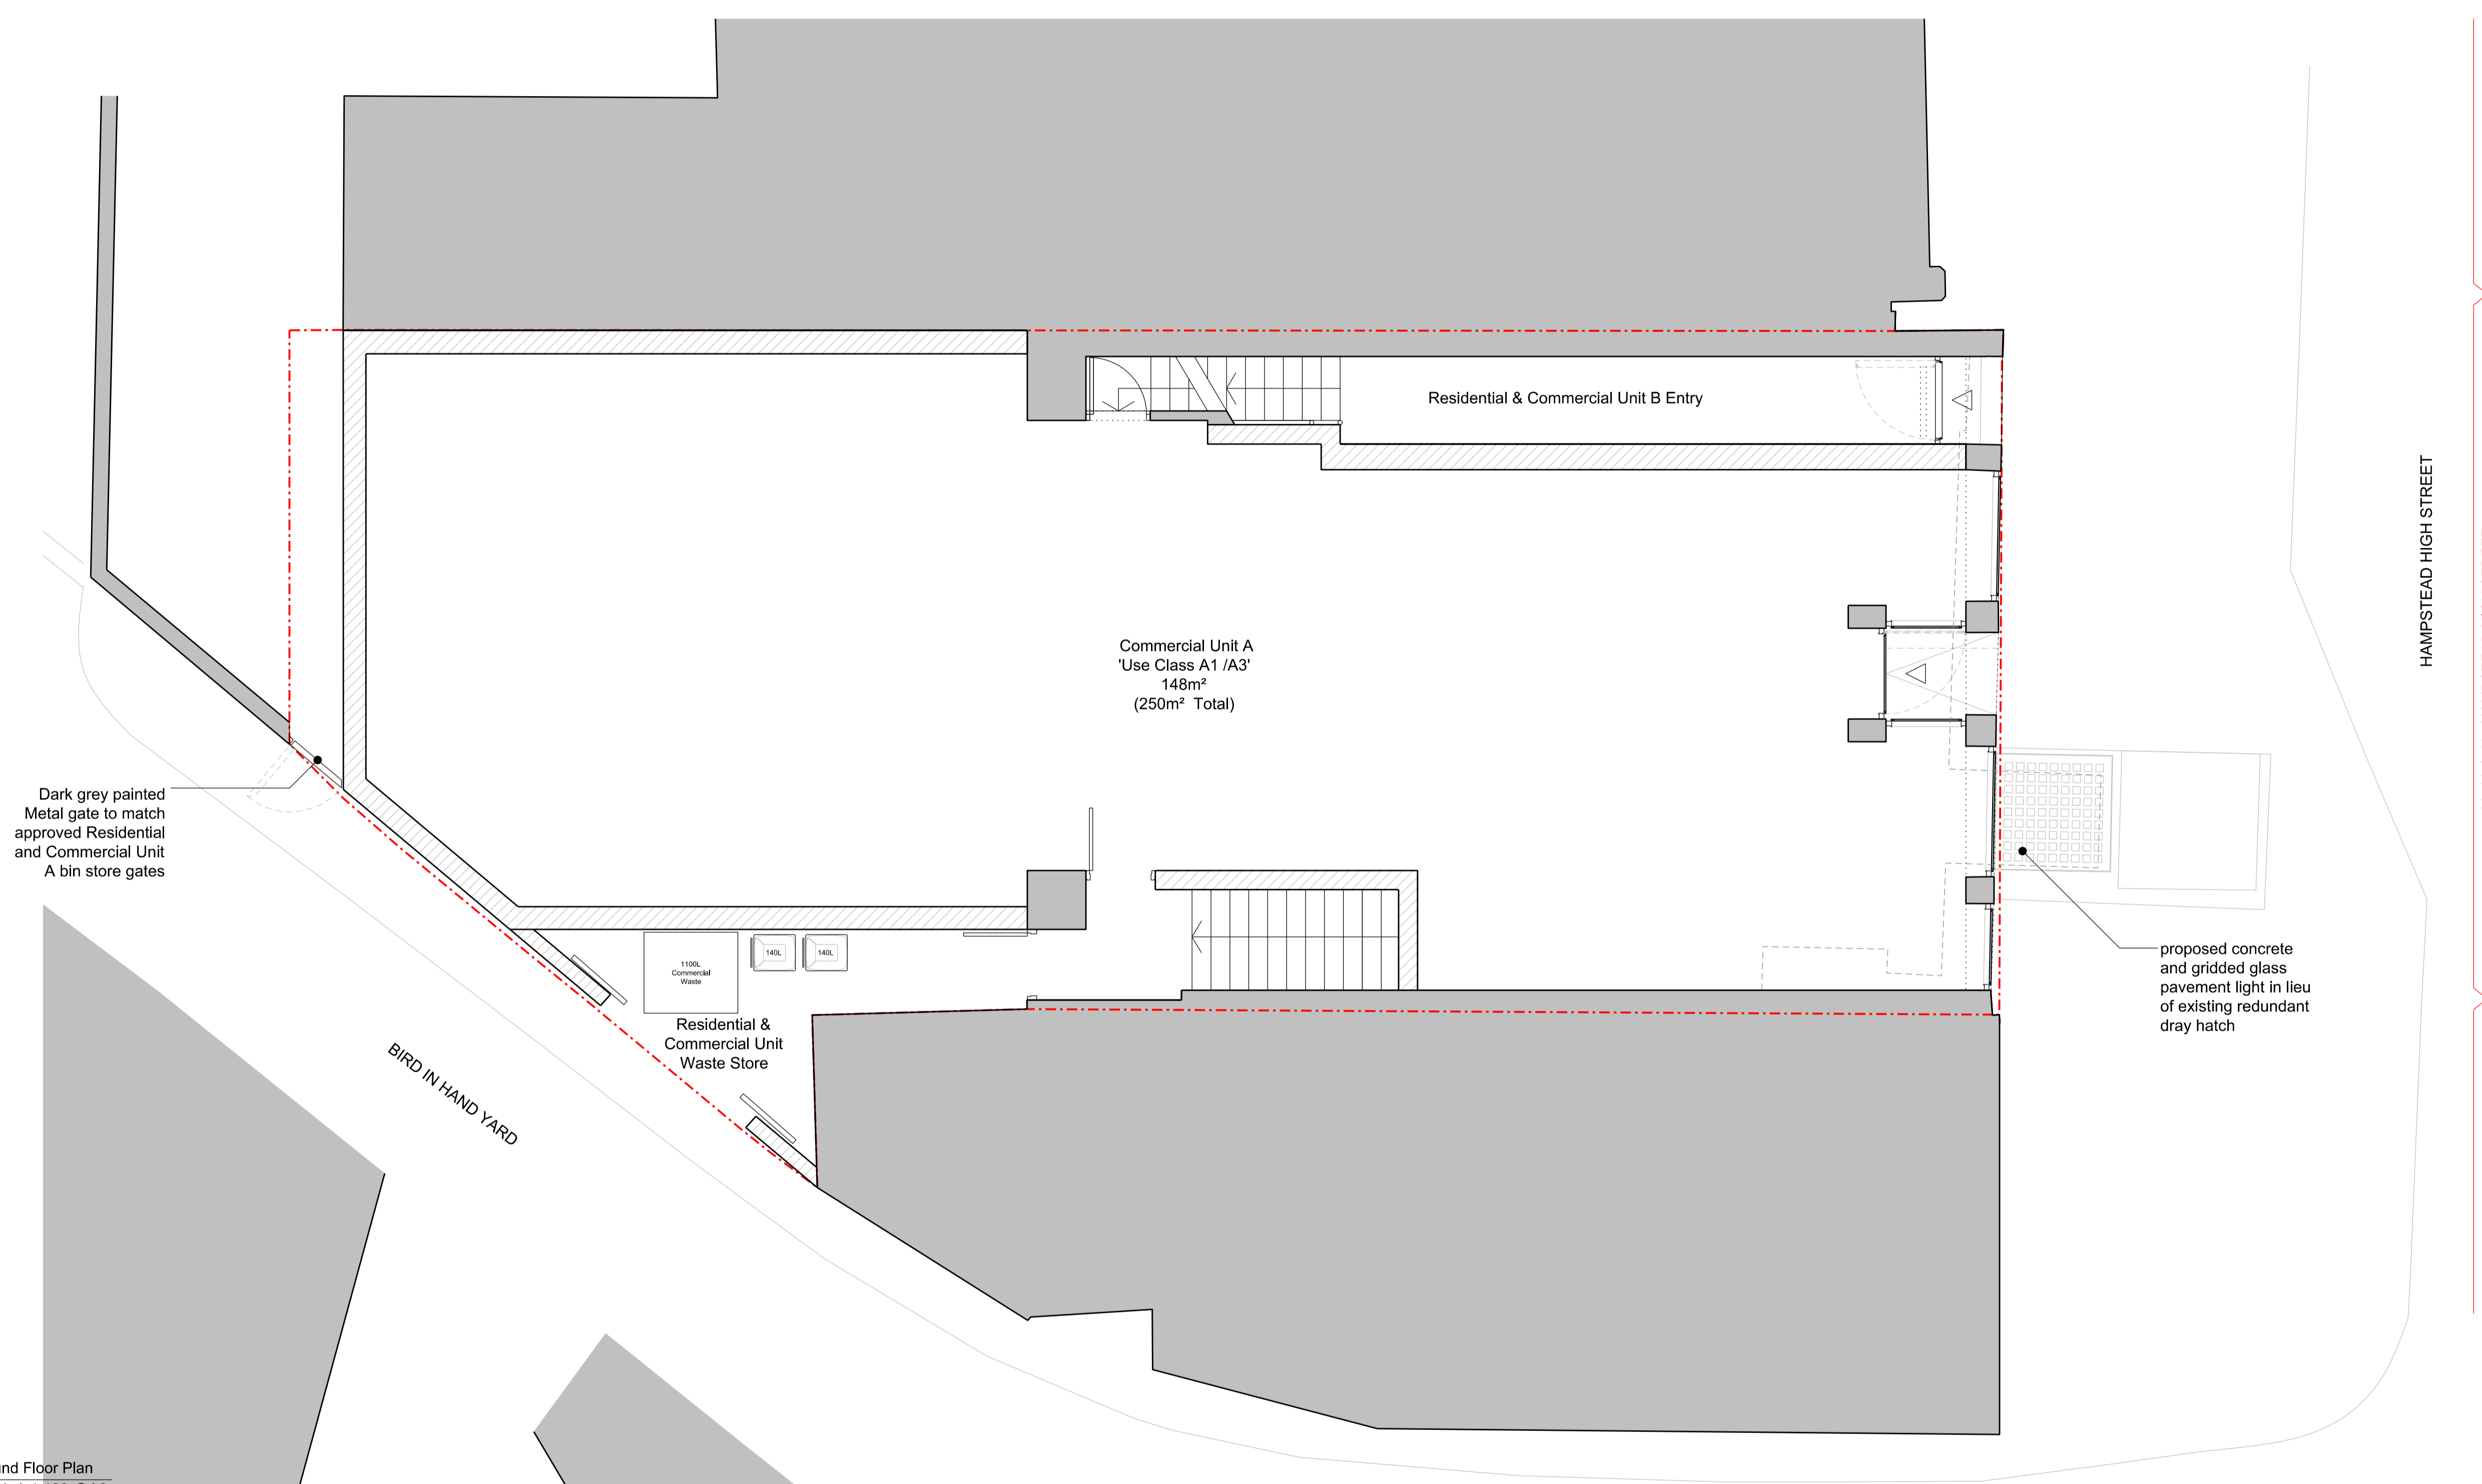 Residential & Commercial Unit B Entry
HAMPSTEAD HIGH STREET
Commercial Unit A
'Use Class A1 /A3'
148m²
(250m² Total)
Dark grey painted
Metal gate to match
approved Residential
and Commercial Unit
A bin store gates
1100L
Commercial
Waste
140L
140L
Residential &
Commercial Unit
Waste Store
BIRD IN HAND YARD
proposed concrete
and gridded glass
pavement light in lieu
of existing redundant
dray hatch
Floor Plan